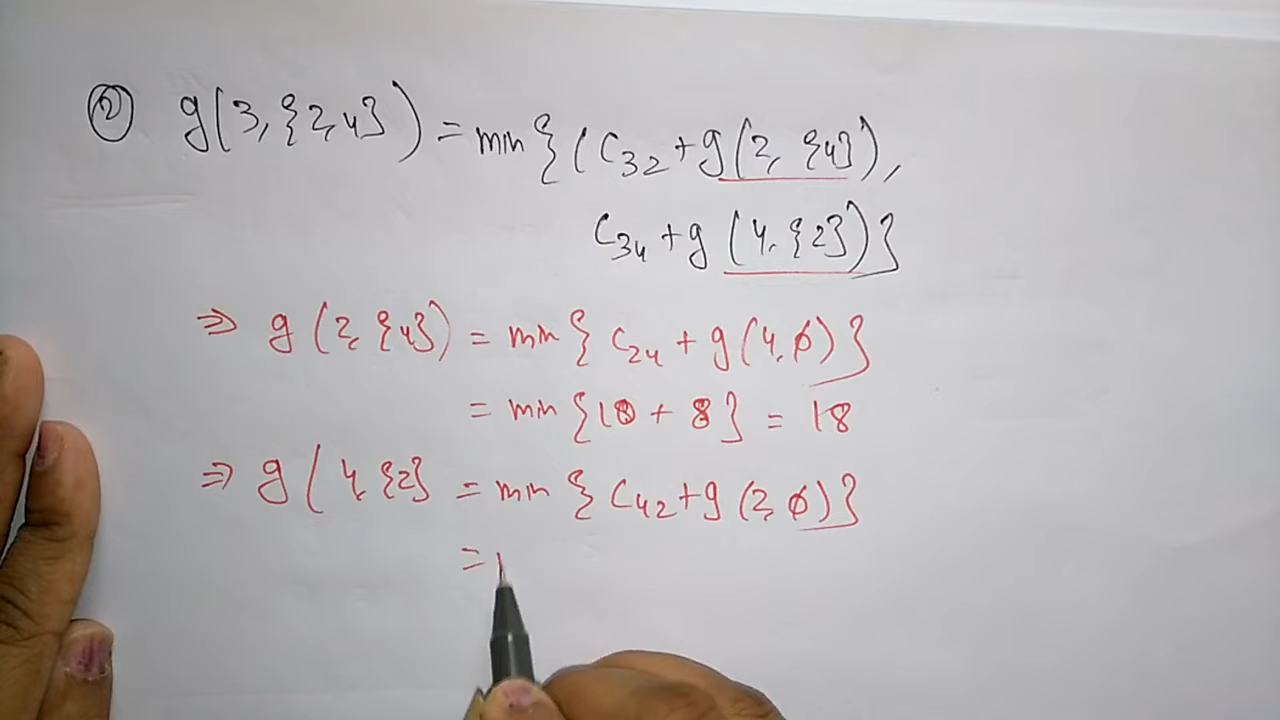 ② g(3,{2,4}) = min{(C₃₂+g(2, {4}),
C₃₄+g(4,{2})}
⇒ g(2,{4}) = min{C₂₄+g(4,ϕ)}
= min{10+8} = 18
⇒ g(4,{2} = min{C₄₂+g(2,ϕ)}
=